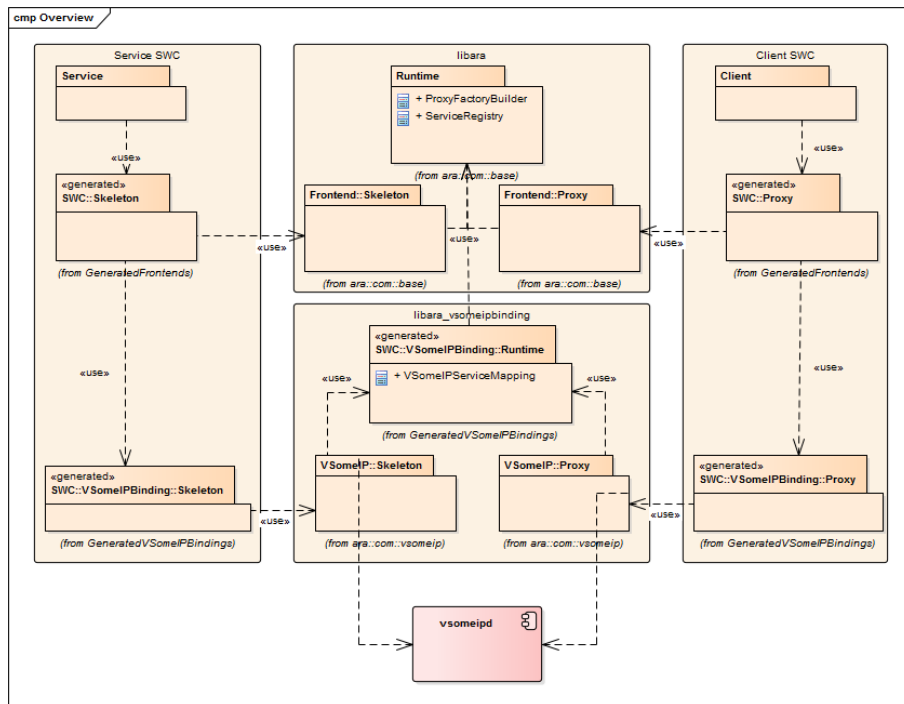 cmp Overview
Service SWC
libara
Client SWC
Service
Runtime
Client
+ ProxyFactoryBuilder
+ ServiceRegistry
«use»
«use»
(from ara::com::base)
«generated»
SWC::Skeleton
Frontend::Skeleton
Frontend::Proxy
«generated»
SWC::Proxy
«use»
«use»
«use»
(from GeneratedFrontends)
(from ara::com::base)
(from ara::com::base)
(from GeneratedFrontends)
libara_vsomeipbinding
«generated»
SWC::VSomeIPBinding::Runtime
«use»
+ VSomeIPServiceMapping
«use»
«use»
«use»
(from GeneratedVSomeIPBindings)
«generated»
SWC::VSomeIPBinding::Skeleton
VSomeIP::Skeleton
VSomeIP::Proxy
«generated»
SWC::VSomeIPBinding::Proxy
«use»
«use»
(from GeneratedVSomeIPBindings)
(from ara::com::vsomeip)
(from ara::com::vsomeip)
(from GeneratedVSomeIPBindings)
vsomeipd